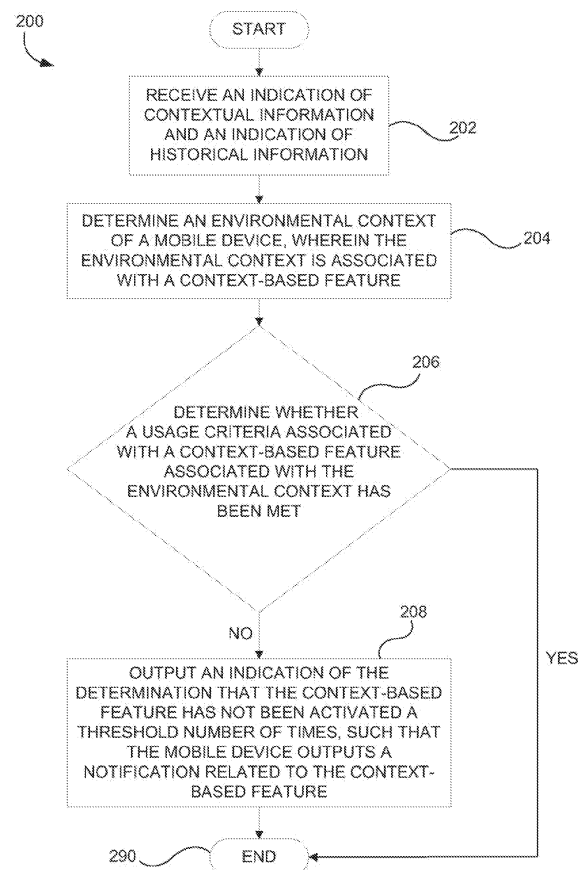 200
START
RECEIVE AN INDICATION OF
CONTEXTUAL INFORMATION
AND AN INDICATION OF
HISTORICAL INFORMATION
202
DETERMINE AN ENVIRONMENTAL CONTEXT
OF A MOBILE DEVICE, WHEREIN THE
ENVIRONMENTAL CONTEXT IS ASSOCIATED
WITH A CONTEXT-BASED FEATURE
204
206
DETERMINE WHETHER
A USAGE CRITERIA ASSOCIATED
WITH A CONTEXT-BASED FEATURE
ASSOCIATED WITH THE
ENVIRONMENTAL CONTEXT HAS
BEEN MET
NO
YES
208
OUTPUT AN INDICATION OF THE
DETERMINATION THAT THE CONTEXT-BASED
FEATURE HAS NOT BEEN ACTIVATED A
THRESHOLD NUMBER OF TIMES, SUCH THAT
THE MOBILE DEVICE OUTPUTS A
NOTIFICATION RELATED TO THE CONTEXT-
BASED FEATURE
290
END